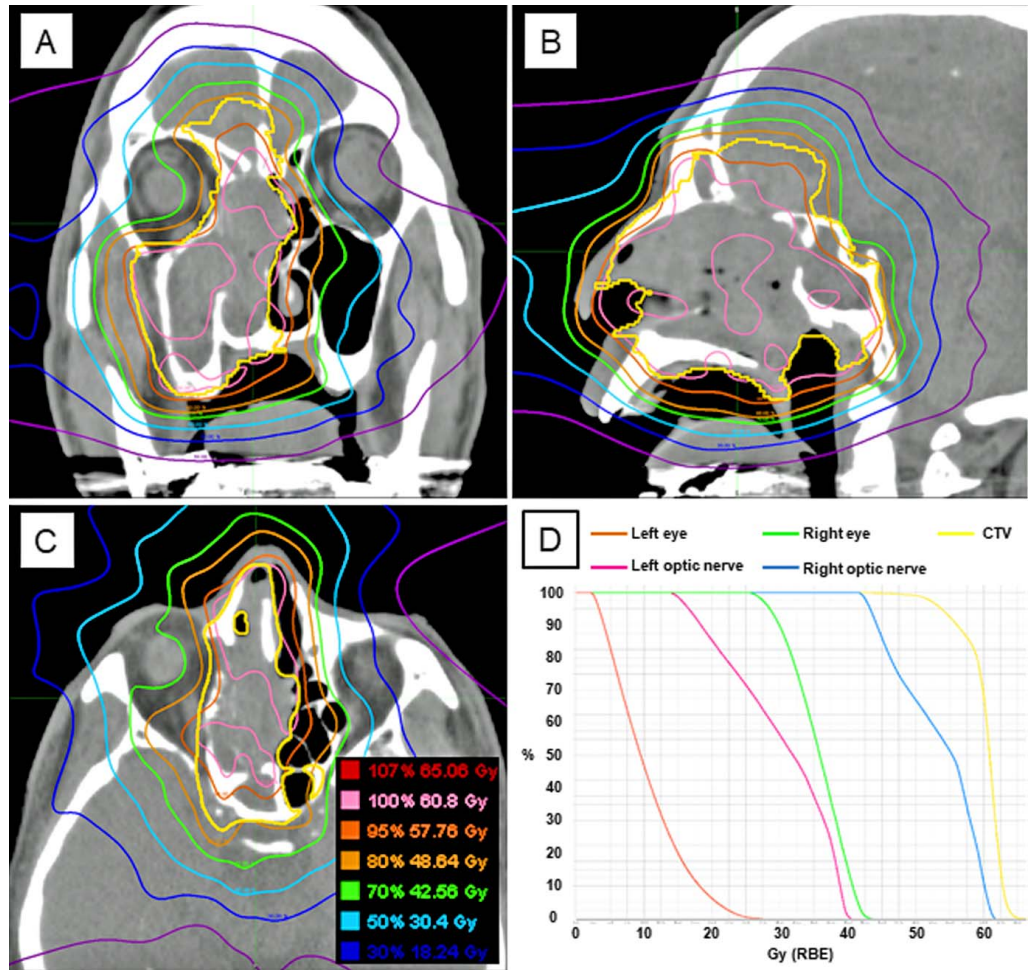 A
B
C
107% 65.06 Gy
100% 60.8 Gy
95% 57.76 Gy
80% 48.64 Gy
70% 42.56 Gy
50% 30.4 Gy
30% 18.24 Gy
D
Left eye
Right eye
CTV
Left optic nerve
Right optic nerve
100
90
80
70
60
50
40
30
20
10
0
%
0
10
20
30
40
50
60
Gy (RBE)